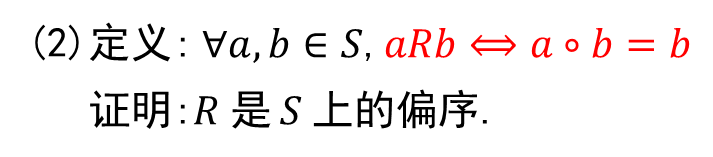 (2)定义: ∀a,b ∈ S, aRb ⟺ a ∘ b = b
证明:R 是 S 上的偏序.